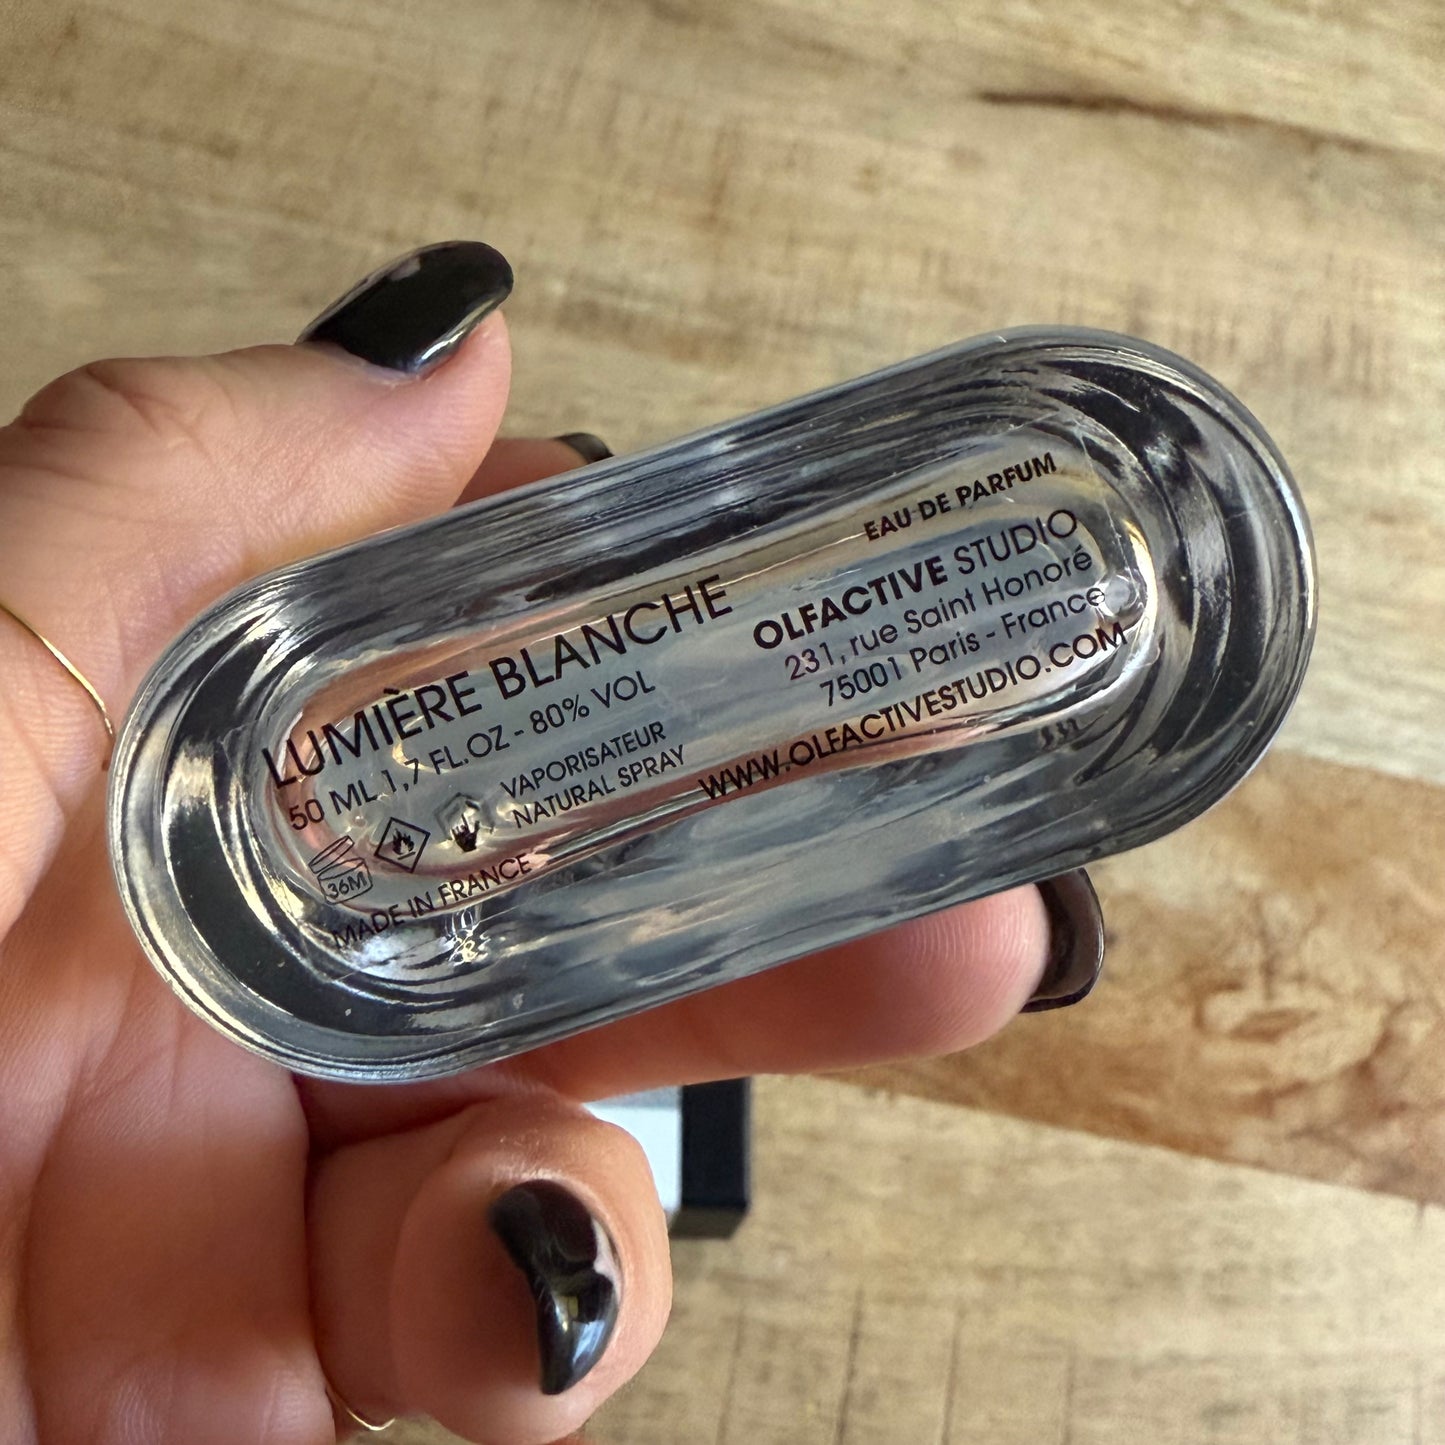 LUMIÈRE BLANCHE
50 ML 1,7 FL.OZ - 80% VOL
VAPORISATEUR
NATURAL SPRAY
36M
MADE IN FRANCE
EAU DE PARFUM
OLFACTIVE STUDIO
231, rue Saint Honoré
75001 Paris - France
WWW.OLFACTIVESTUDIO.COM